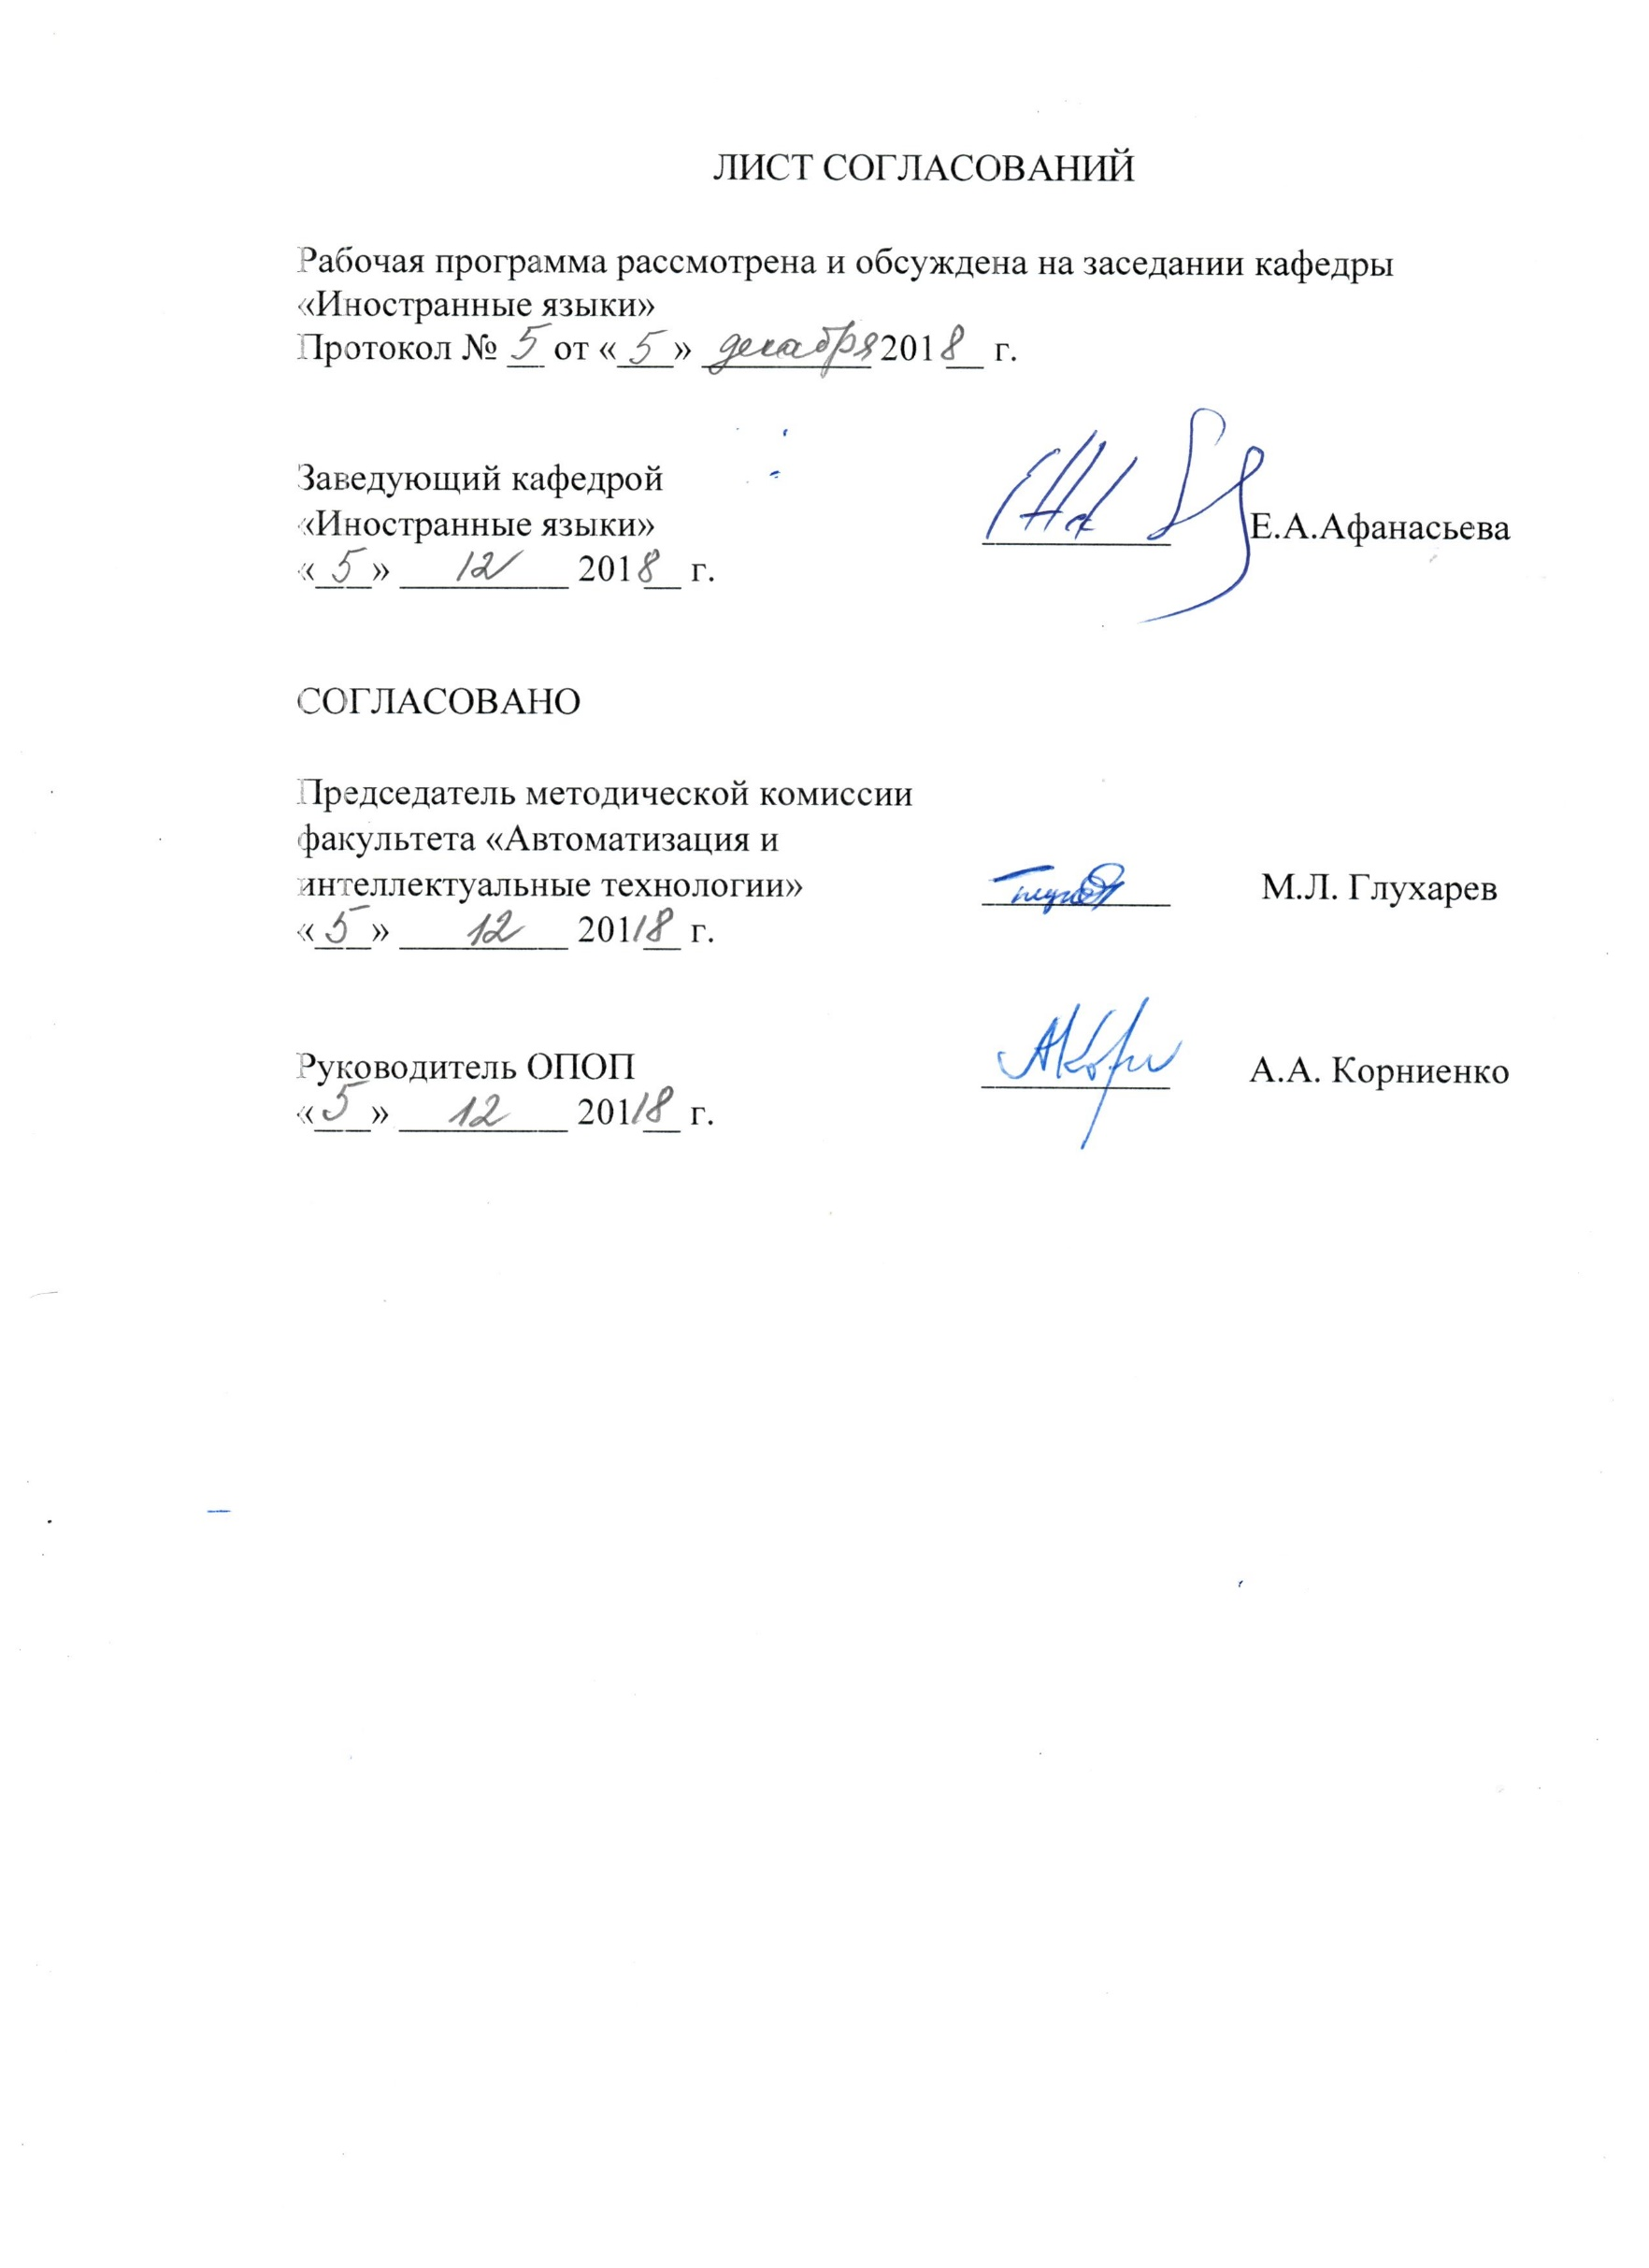 ЛИСТ СОГЛАСОВАНИЙ
Рабочая программа рассмотрена и обсуждена на заседании кафедры
«Иностранные языки»
Протокол № 5 от « 5 » декабря 2018 г.
Заведующий кафедрой
«Иностранные языки» Е.А.Афанасьева
« 5 » 12 2018 г.
СОГЛАСОВАНО
Председатель методической комиссии
факультета «Автоматизация и
интеллектуальные технологии» М.Л. Глухарев
« 5 » 12 2018 г.
Руководитель ОПОП А.А. Корниенко
« 5 » 12 2018 г.